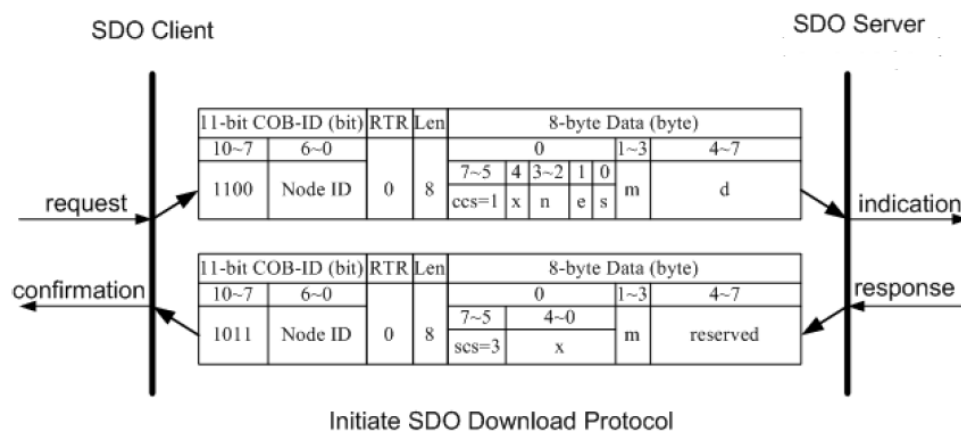 SDO Client
SDO Server
11-bit COB-ID (bit) RTR Len 8-byte Data (byte)
10~7 6~0 0 1~3 4~7
7~5 4 3~2 1 0
1100 Node ID 0 8 ccs=1 x n e s m d
request
indication
11-bit COB-ID (bit) RTR Len 8-byte Data (byte)
10~7 6~0 0 1~3 4~7
7~5 4~0
1011 Node ID 0 8 scs=3 x m reserved
confirmation
response
Initiate SDO Download Protocol